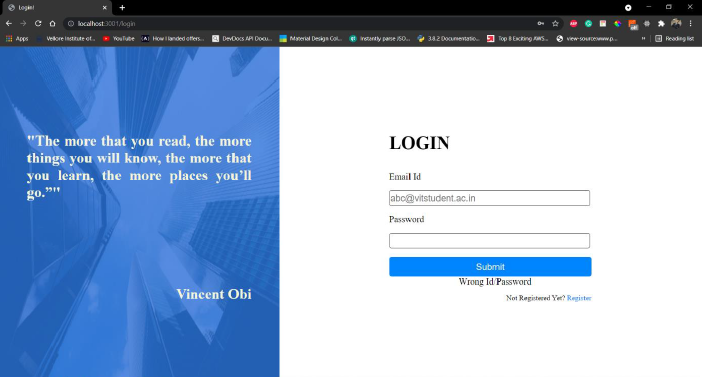 Login!
localhost:3001/login
Apps
Vellore Institute of...
YouTube
How I landed offers...
DevDocs API Docu...
Material Design Col...
Instantly parse JSO...
3.8.2 Documentatio...
Top 8 Exciting AWS...
view-source:www.p...
»
Reading list
"The more that you read, the more
things you will know, the more that
you learn, the more places you’ll
go.”"
Vincent Obi
LOGIN
Email Id
abc@vitstudent.ac.in
Password
Submit
Wrong Id/Password
Not Registered Yet? Register